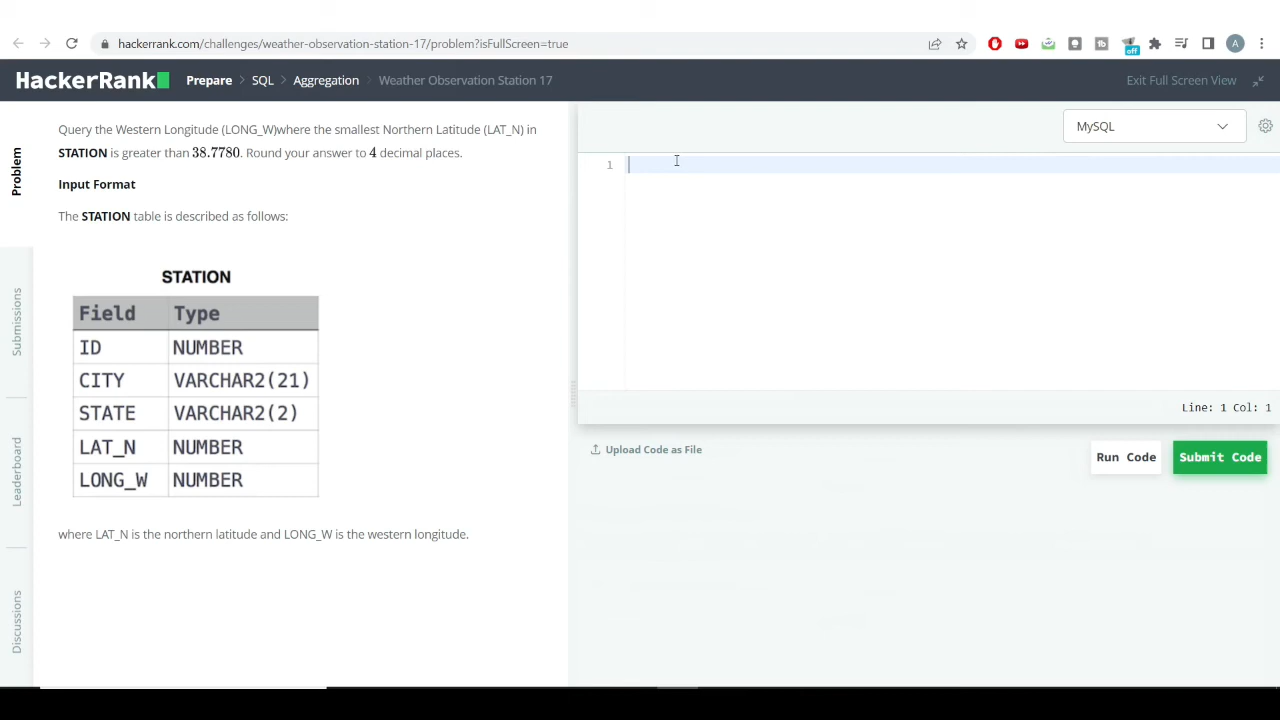 hackerrank.com/challenges/weather-observation-station-17/problem?isFullScreen=true
off
A
HackerRank
Prepare > SQL > Aggregation > Weather Observation Station 17
Exit Full Screen View
Problem
Submissions
Leaderboard
Discussions
Query the Western Longitude (LONG_W)where the smallest Northern Latitude (LAT_N) in
STATION is greater than 38.7780. Round your answer to 4 decimal places.
Input Format
The STATION table is described as follows:
STATION
Field Type
ID NUMBER
CITY VARCHAR2(21)
STATE VARCHAR2(2)
LAT_N NUMBER
LONG_W NUMBER
where LAT_N is the northern latitude and LONG_W is the western longitude.
MySQL
1
Line: 1 Col: 1
Upload Code as File
Run Code
Submit Code